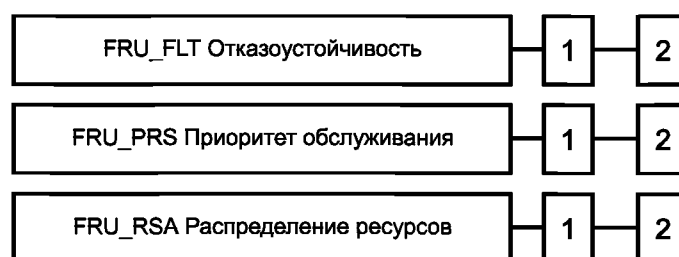 FRU_FLT Отказоустойчивость 1 2
FRU_PRS Приоритет обслуживания 1 2
FRU_RSA Распределение ресурсов 1 2